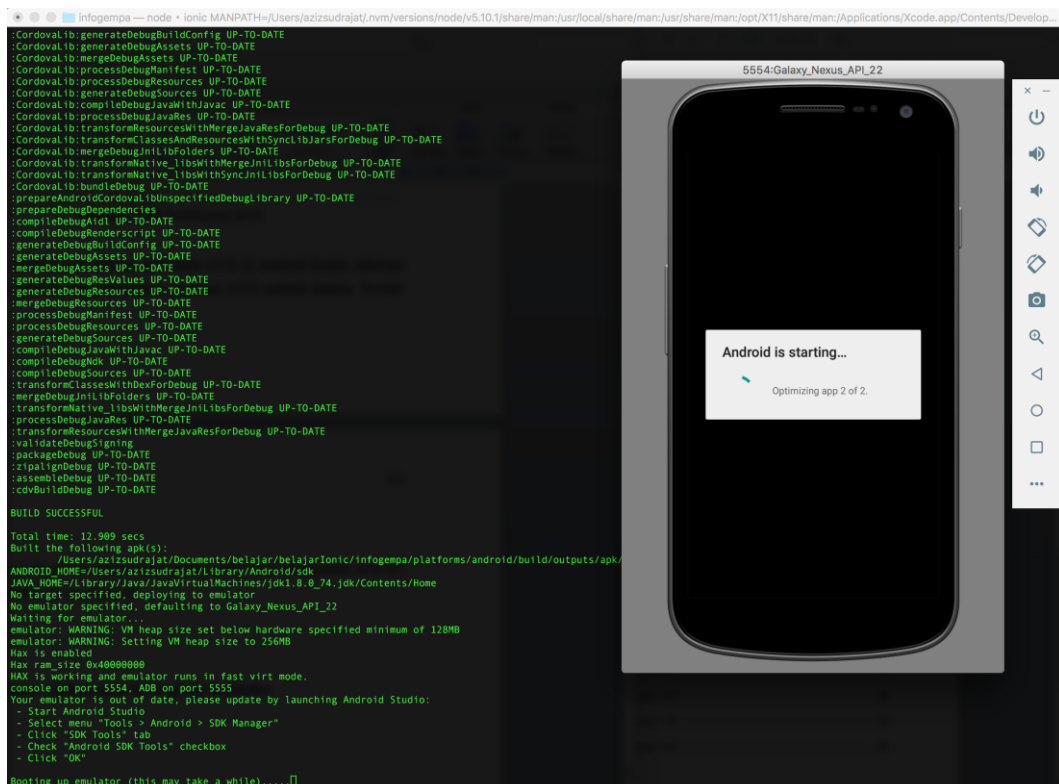 infogempa — node • ionic MANPATH=/Users/azizsudrajat/.nvm/versions/node/v5.10.1/share/man:/usr/local/share/man:/usr/share/man:/opt/X11/share/man:/Applications/Xcode.app/Contents/Develop...
:CordovaLib:generateDebugBuildConfig UP-TO-DATE
:CordovaLib:generateDebugAssets UP-TO-DATE
:CordovaLib:mergeDebugAssets UP-TO-DATE
:CordovaLib:processDebugManifest UP-TO-DATE
:CordovaLib:processDebugResources UP-TO-DATE
:CordovaLib:generateDebugSources UP-TO-DATE
:CordovaLib:compileDebugJavaWithJavac UP-TO-DATE
:CordovaLib:processDebugJavaRes UP-TO-DATE
:CordovaLib:transformResourcesWithMergeJavaResForDebug UP-TO-DATE
:CordovaLib:transformClassesAndResourcesWithSyncLibJarsForDebug UP-TO-DATE
:CordovaLib:mergeDebugJniLibFolders UP-TO-DATE
:CordovaLib:transformNative_libsWithMergeJniLibsForDebug UP-TO-DATE
:CordovaLib:transformNative_libsWithSyncJniLibsForDebug UP-TO-DATE
:CordovaLib:bundleDebug UP-TO-DATE
:prepareAndroidCordovaLibUnspecifiedDebugLibrary UP-TO-DATE
:prepareDebugDependencies
:compileDebugAidl UP-TO-DATE
:compileDebugRenderscript UP-TO-DATE
:generateDebugBuildConfig UP-TO-DATE
:generateDebugAssets UP-TO-DATE
:mergeDebugAssets UP-TO-DATE
:generateDebugResValues UP-TO-DATE
:generateDebugResources UP-TO-DATE
:mergeDebugResources UP-TO-DATE
:processDebugManifest UP-TO-DATE
:processDebugResources UP-TO-DATE
:generateDebugSources UP-TO-DATE
:compileDebugJavaWithJavac UP-TO-DATE
:compileDebugNdk UP-TO-DATE
:compileDebugSources UP-TO-DATE
:transformClassesWithDexForDebug UP-TO-DATE
:mergeDebugJniLibFolders UP-TO-DATE
:transformNative_libsWithMergeJniLibsForDebug UP-TO-DATE
:processDebugJavaRes UP-TO-DATE
:transformResourcesWithMergeJavaResForDebug UP-TO-DATE
:validateDebugSigning
:packageDebug UP-TO-DATE
:zipalignDebug UP-TO-DATE
:assembleDebug UP-TO-DATE
:cdvBuildDebug UP-TO-DATE
BUILD SUCCESSFUL
Total time: 12.909 secs
Built the following apk(s):
/Users/azizsudrajat/Documents/belajar/belajarIonic/infogempa/platforms/android/build/outputs/apk/
ANDROID_HOME=/Users/azizsudrajat/Library/Android/sdk
JAVA_HOME=/Library/Java/JavaVirtualMachines/jdk1.8.0_74.jdk/Contents/Home
No target specified, deploying to emulator
No emulator specified, defaulting to Galaxy_Nexus_API_22
Waiting for emulator...
emulator: WARNING: VM heap size set below hardware specified minimum of 128MB
emulator: WARNING: Setting VM heap size to 256MB
Hax is enabled
Hax ram_size 0x40000000
HAX is working and emulator runs in fast virt mode.
console on port 5554, ADB on port 5555
Your emulator is out of date, please update by launching Android Studio:
- Start Android Studio
- Select menu "Tools > Android > SDK Manager"
- Click "SDK Tools" tab
- Check "Android SDK Tools" checkbox
- Click "OK"
Booting up emulator (this may take a while).....
5554:Galaxy_Nexus_API_22
Android is starting...
Optimizing app 2 of 2.